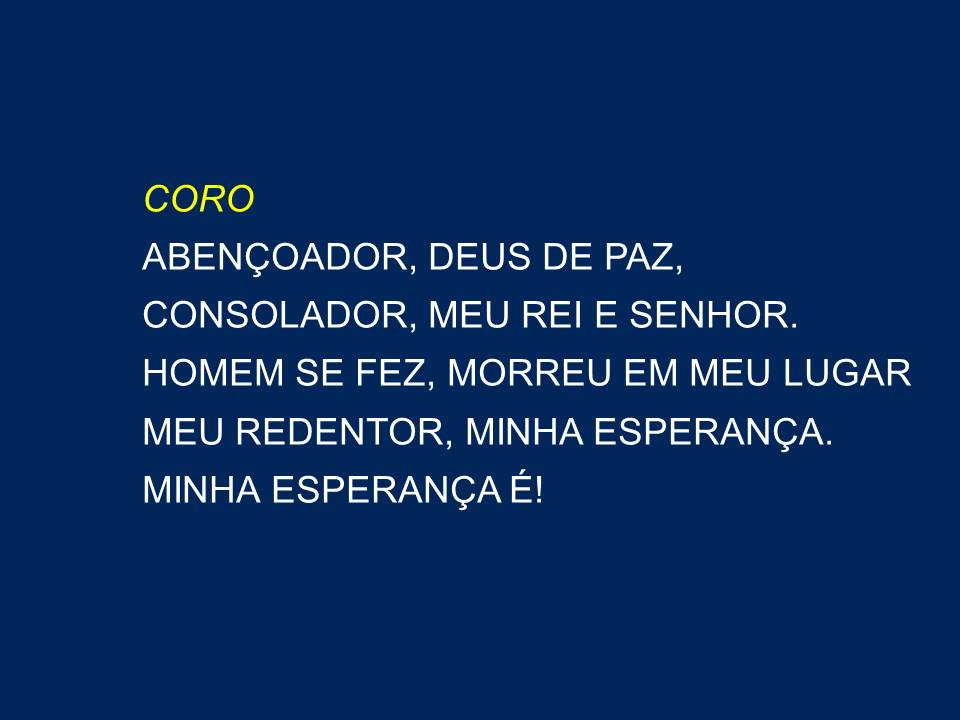 CORO
ABENÇOADOR, DEUS DE PAZ,
CONSOLADOR, MEU REI E SENHOR.
HOMEM SE FEZ, MORREU EM MEU LUGAR
MEU REDENTOR, MINHA ESPERANÇA.
MINHA ESPERANÇA É!